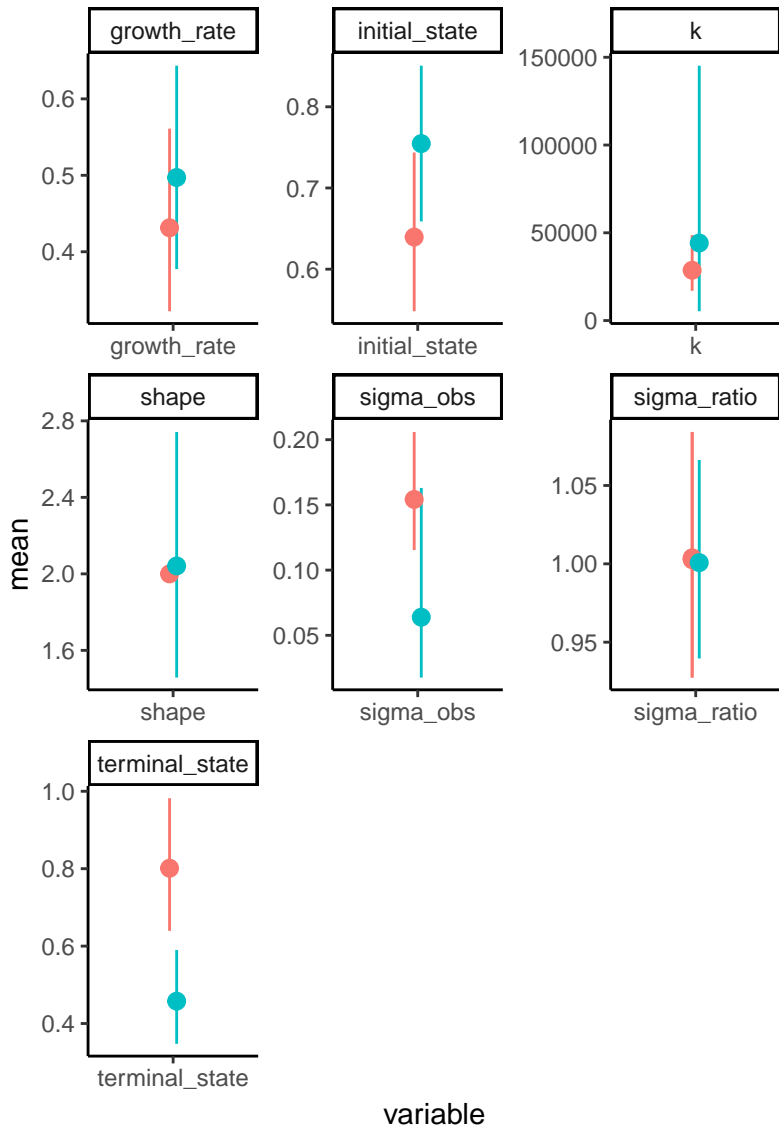 growth_rate
initial_state
k
0.6
0.5
0.4
0.8
0.7
0.6
150000
100000
50000
0
growth_rate
initial_state
k
shape
sigma_obs
sigma_ratio
2.8
2.4
2.0
1.6
0.20
0.15
0.10
0.05
1.05
1.00
0.95
shape
sigma_obs
sigma_ratio
mean
terminal_state
1.0
0.8
0.6
0.4
terminal_state
variable